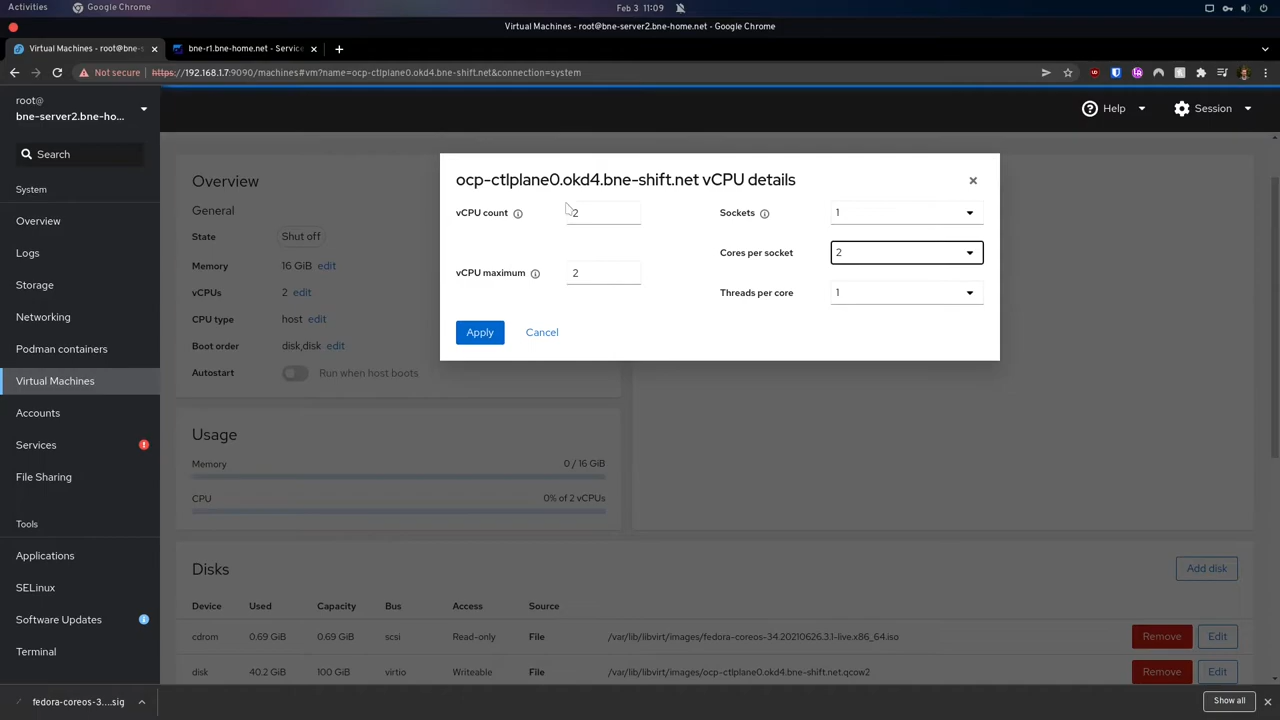 Activities
Google Chrome
Feb 3 11:09
Virtual Machines - root@bne-server2.bne-home.net - Google Chrome
Virtual Machines - root@bne-s
bne-r1.bne-home.net - Service
Not secure
https://192.168.1.7:9090/machines#vm?name=ocp-ctlplane0.okd4.bne-shift.net&connection=system
root@
bne-server2.bne-ho...
Help
Session
Search
System
Overview
Logs
Storage
Networking
Podman containers
Virtual Machines
Accounts
Services
File Sharing
Tools
Applications
SELinux
Software Updates
Terminal
Overview
General
State Shut off
Memory 16 GiB edit
vCPUs 2 edit
CPU type host edit
Boot order disk,disk edit
Autostart Run when host boots
Usage
Memory 0 / 16 GiB
CPU 0% of 2 vCPUs
ocp-ctlplane0.okd4.bne-shift.net vCPU details
vCPU count 2
Sockets 1
Cores per socket 2
vCPU maximum 2
Threads per core 1
Apply Cancel
Disks
Add disk
Device Used Capacity Bus Access Source
cdrom 0.69 GiB 0.69 GiB scsi Read-only File /var/lib/libvirt/images/fedora-coreos-34.20210626.3.1-live.x86_64.iso Remove Edit
disk 40.2 GiB 100 GiB virtio Writeable File /var/lib/libvirt/images/ocp-ctlplane0.okd4.bne-shift.net.qcow2 Remove Edit
fedora-coreos-3....sig
Show all